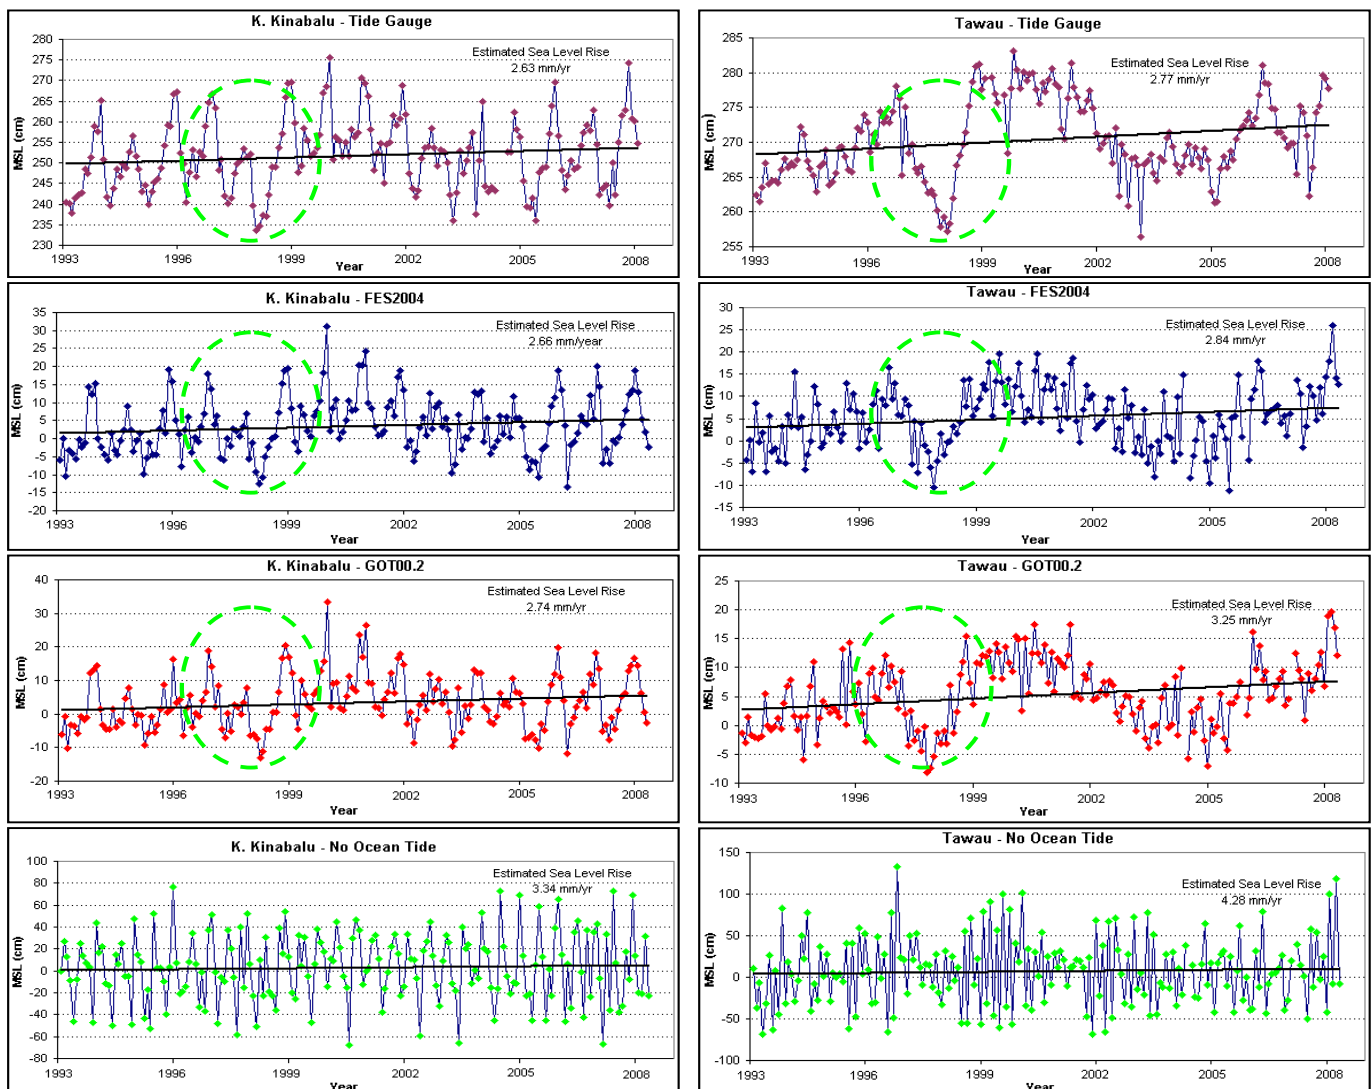 K. Kinabalu - Tide Gauge
Estimated Sea Level Rise
2.63 mm/yr
MSL (cm)
280
275
270
265
260
255
250
245
240
235
230
1993
1996
1999
2002
2005
2008
Year
Tawau - Tide Gauge
Estimated Sea Level Rise
2.77 mm/yr
MSL (cm)
285
280
275
270
265
260
255
1993
1996
1999
2002
2005
2008
Year
K. Kinabalu - FES2004
Estimated Sea Level Rise
2.66 mm/year
MSL (cm)
35
30
25
20
15
10
5
0
-5
-10
-15
-20
1993
1996
1999
2002
2005
2008
Year
Tawau - FES2004
Estimated Sea Level Rise
2.84 mm/yr
MSL (cm)
30
25
20
15
10
5
0
-5
-10
-15
1993
1996
1999
2002
2005
2008
Year
K. Kinabalu - GOT00.2
Estimated Sea Level Rise
2.74 mm/yr
MSL (cm)
40
30
20
10
0
-10
-20
1993
1996
1999
2002
2005
2008
Year
Tawau - GOT00.2
Estimated Sea Level Rise
3.25 mm/yr
MSL (cm)
25
20
15
10
5
0
-5
-10
1993
1996
1999
2002
2005
2008
Year
K. Kinabalu - No Ocean Tide
Estimated Sea Level Rise
3.34 mm/yr
MSL (cm)
100
80
60
40
20
0
-20
-40
-60
-80
1993
1996
1999
2002
2005
2008
Year
Tawau - No Ocean Tide
Estimated Sea Level Rise
4.28 mm/yr
MSL (cm)
150
100
50
0
-50
-100
1993
1996
1999
2002
2005
2008
Year